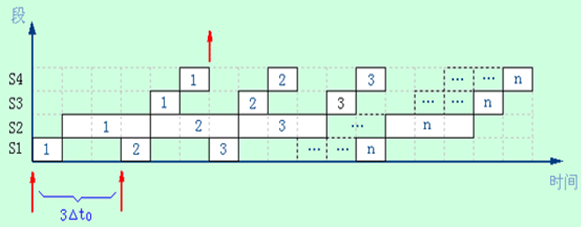 段
S4 1 2 3 … … n
S3 1 2 3 … … n
S2 1 2 3 … n
S1 1 2 3 … … n
时间
3Δt₀